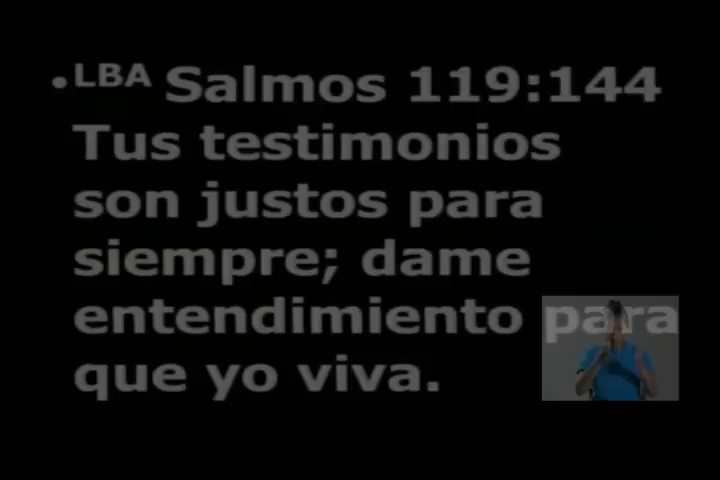 •LBA Salmos 119:144
Tus testimonios
son justos para
siempre; dame
entendimiento para
que yo viva.